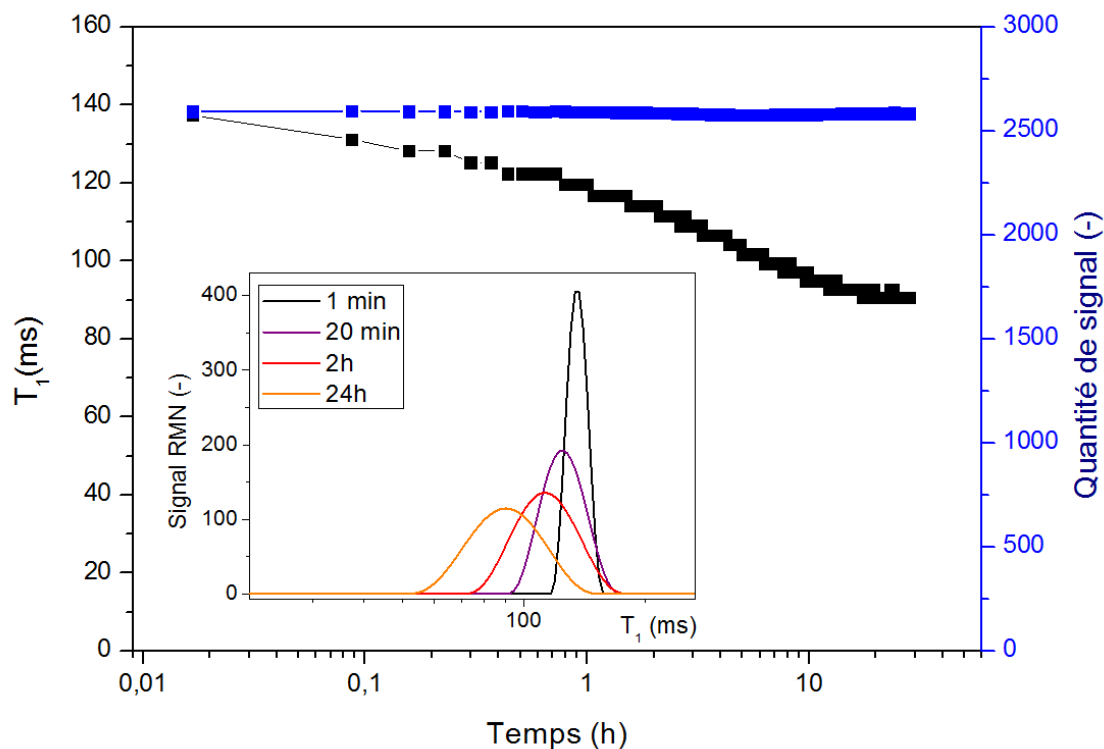 160
140
120
100
80
60
40
20
0
T₁(ms)
3000
2500
2000
1500
1000
500
0
Quantité de signal (-)
0,01
0,1
1
10
Temps (h)
400
300
200
100
0
Signal RMN (-)
1 min
20 min
2h
24h
100
T₁ (ms)